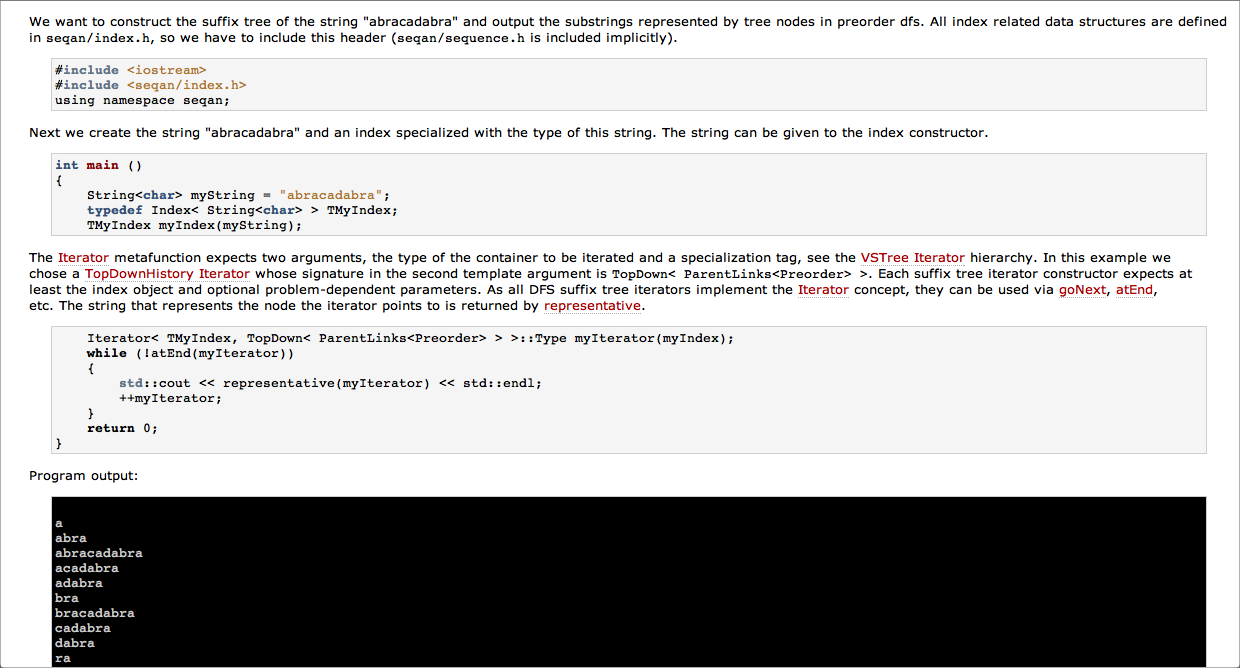 We want to construct the suffix tree of the string "abracadabra" and output the substrings represented by tree nodes in preorder dfs. All index related data structures are defined
in seqan/index.h, so we have to include this header (seqan/sequence.h is included implicitly).
#include <iostream>
#include <seqan/index.h>
using namespace seqan;
Next we create the string "abracadabra" and an index specialized with the type of this string. The string can be given to the index constructor.
int main ()
{
    String<char> myString = "abracadabra";
    typedef Index< String<char> > TMyIndex;
    TMyIndex myIndex(myString);
The Iterator metafunction expects two arguments, the type of the container to be iterated and a specialization tag, see the VSTree Iterator hierarchy. In this example we
chose a TopDownHistory Iterator whose signature in the second template argument is TopDown< ParentLinks<Preorder> >. Each suffix tree iterator constructor expects at
least the index object and optional problem-dependent parameters. As all DFS suffix tree iterators implement the Iterator concept, they can be used via goNext, atEnd,
etc. The string that represents the node the iterator points to is returned by representative.
    Iterator< TMyIndex, TopDown< ParentLinks<Preorder> > >::Type myIterator(myIndex);
    while (!atEnd(myIterator))
    {
        std::cout << representative(myIterator) << std::endl;
        ++myIterator;
    }
    return 0;
}
Program output:
a
abra
abracadabra
acadabra
adabra
bra
bracadabra
cadabra
dabra
ra